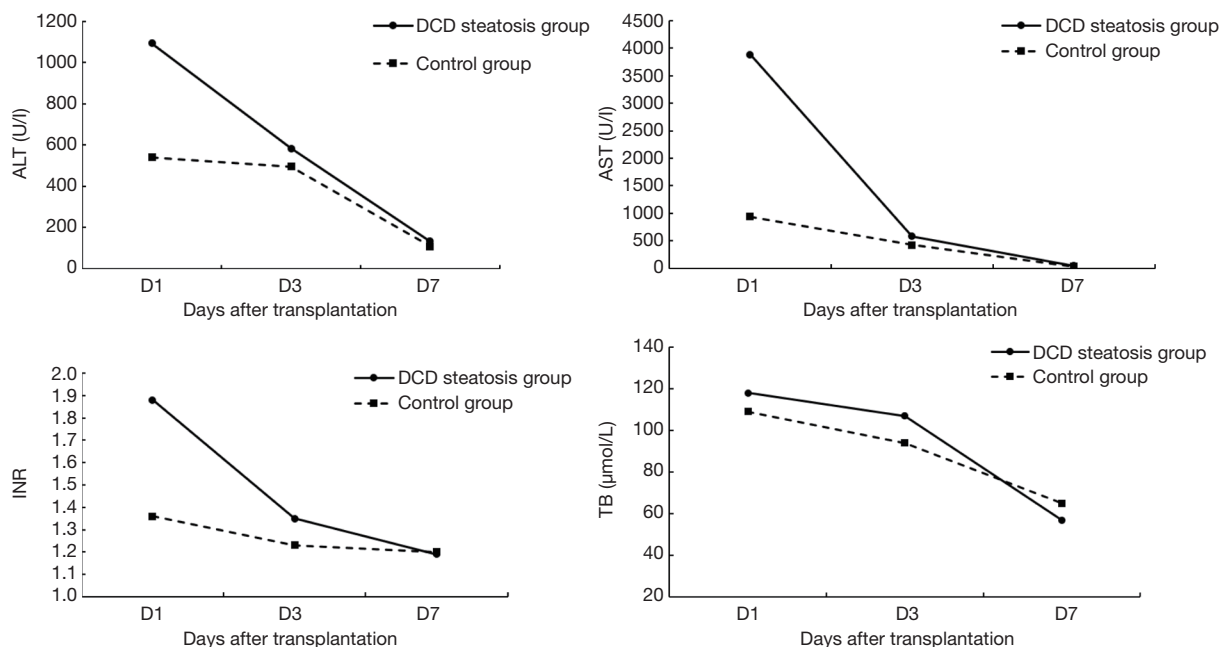 1200
1000
800
600
400
200
0
ALT (U/l)
DCD steatosis group
Control group
D1 D3 D7
Days after transplantation
4500
4000
3500
3000
2500
2000
1500
1000
500
0
AST (U/l)
DCD steatosis group
Control group
D1 D3 D7
Days after transplantation
2.0
1.9
1.8
1.7
1.6
1.5
1.4
1.3
1.2
1.1
1.0
INR
DCD steatosis group
Control group
D1 D3 D7
Days after transplantation
140
120
100
80
60
40
20
TB (µmol/L)
DCD steatosis group
Control group
D1 D3 D7
Days after transplantation